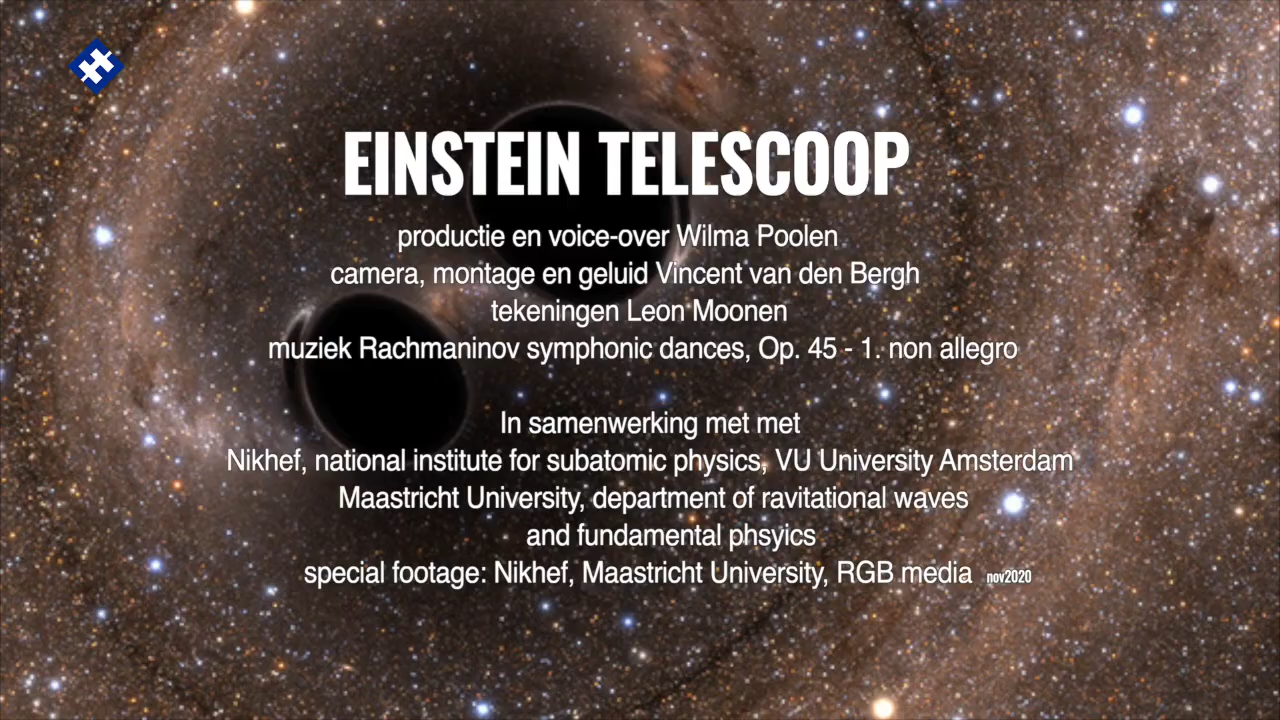 EINSTEIN TELESCOOP
productie en voice-over Wilma Poolen
camera, montage en geluid Vincent van den Bergh
tekeningen Leon Moonen
muziek Rachmaninov symphonic dances, Op. 45 - 1. non allegro
In samenwerking met met
Nikhef, national institute for subatomic physics, VU University Amsterdam
Maastricht University, department of ravitational waves
and fundamental phsyics
special footage: Nikhef, Maastricht University, RGB media nov2020